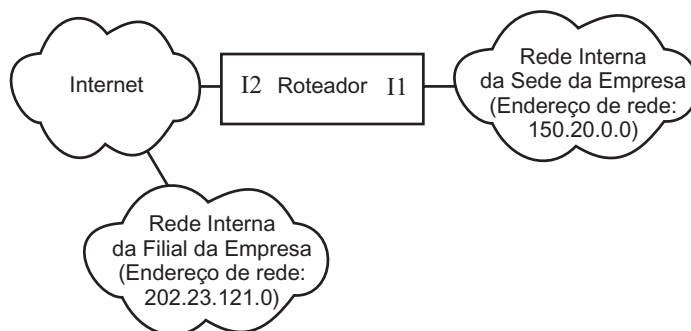 Internet
I2 Roteador I1
Rede Interna
da Sede da Empresa
(Endereço de rede:
150.20.0.0)
Rede Interna
da Filial da Empresa
(Endereço de rede:
202.23.121.0)